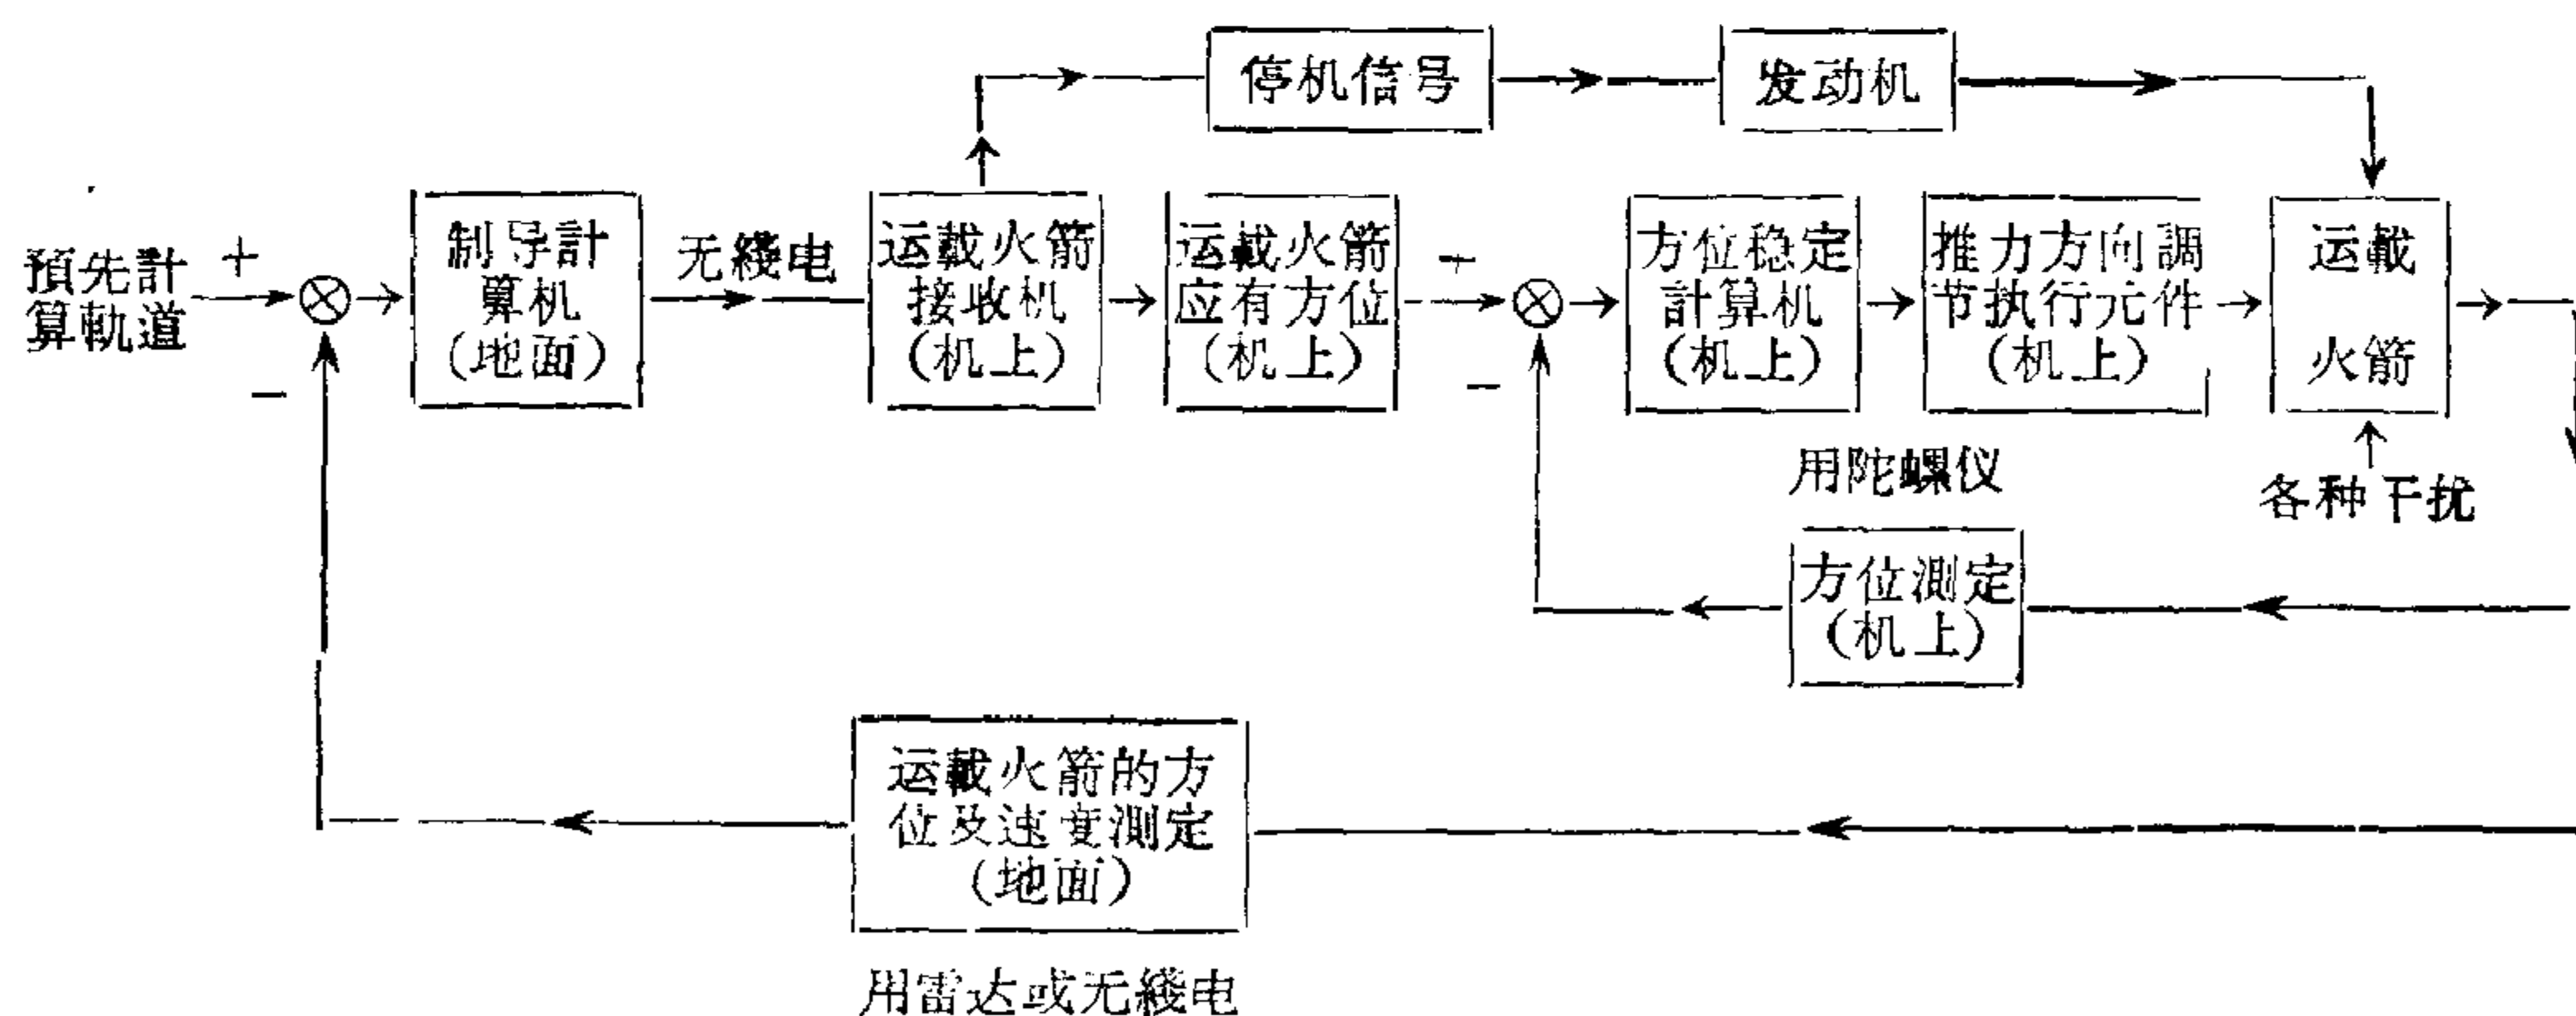 停机信号
发动机
預先計
算軌道
+
−
制导計
算机
(地面)
无綫电
运載火箭
接收机
(机上)
运載火箭
应有方位
(机上)
+
−
方位稳定
計算机
(机上)
推力方向調
节执行元件
(机上)
运載
火箭
各种干扰
用陀螺仪
方位測定
(机上)
运載火箭的方
位及速度測定
(地面)
用雷达或无綫电